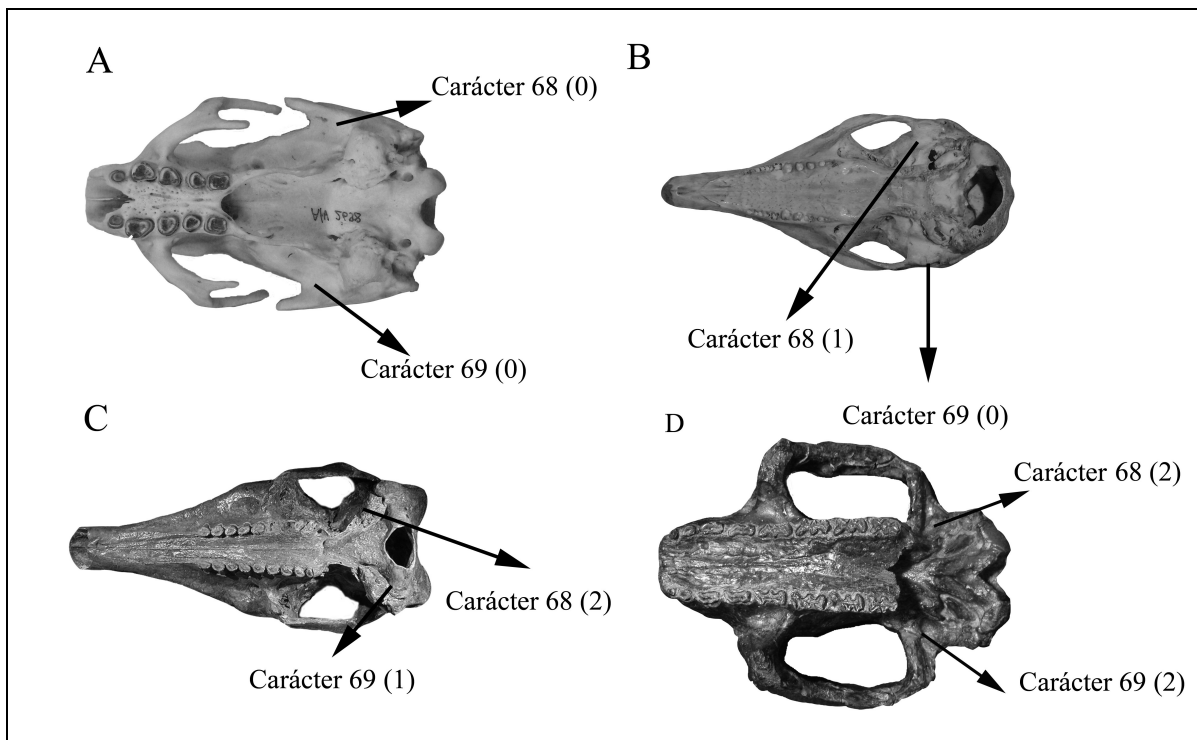 A
Carácter 68 (0)
Carácter 69 (0)
B
Carácter 68 (1)
Carácter 69 (0)
C
Carácter 68 (2)
Carácter 69 (1)
D
Carácter 68 (2)
Carácter 69 (2)